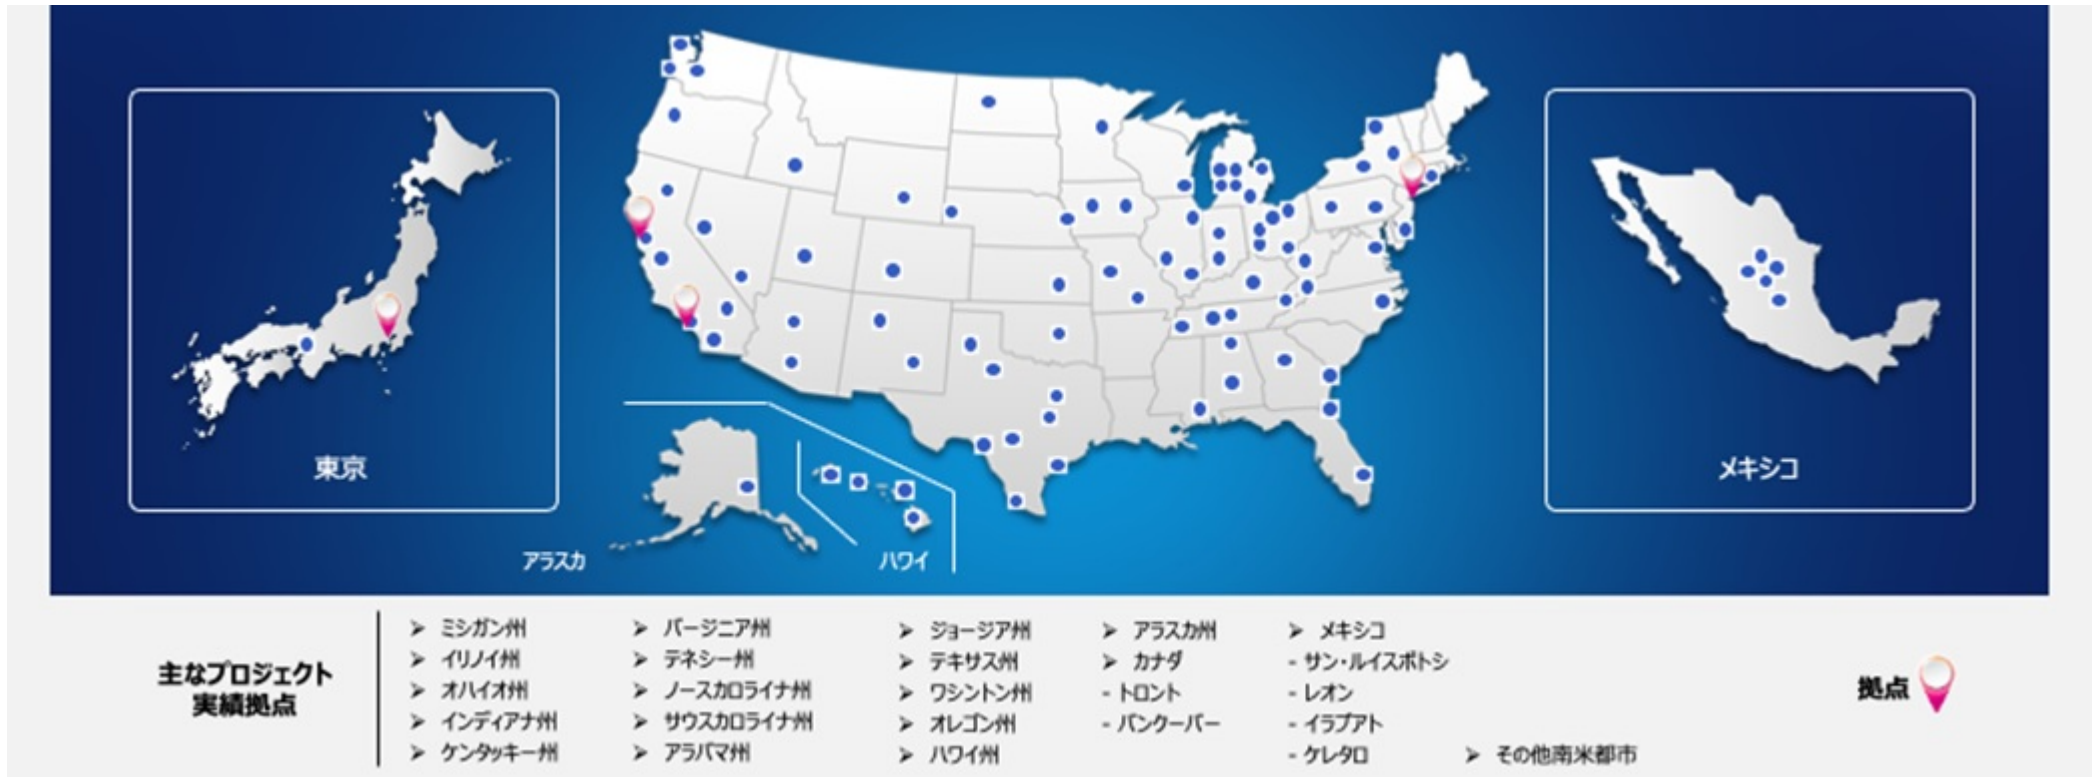 東京
アラスカ
ハワイ
メキシコ
主なプロジェクト
実績拠点
➢ ミシガン州
➢ イリノイ州
➢ オハイオ州
➢ インディアナ州
➢ ケンタッキー州
➢ バージニア州
➢ テネシー州
➢ ノースカロライナ州
➢ サウスカロライナ州
➢ アラバマ州
➢ ジョージア州
➢ テキサス州
➢ ワシントン州
➢ オレゴン州
➢ ハワイ州
➢ アラスカ州
➢ カナダ
- トロント
- バンクーバー
➢ メキシコ
- サン・ルイスポトシ
- レオン
- イラプアト
- ケレタロ
➢ その他南米都市
拠点